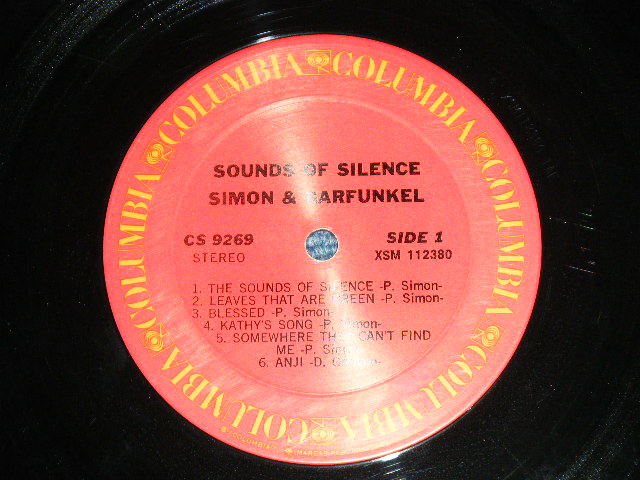 COLUMBIA COLUMBIA COLUMBIA COLUMBIA COLUMBIA COLUMBIA
SOUNDS OF SILENCE
SIMON & GARFUNKEL
CS 9269
SIDE 1
STEREO
XSM 112380
1. THE SOUNDS OF SILENCE -P. Simon-
2. LEAVES THAT ARE GREEN -P. Simon-
3. BLESSED -P. Simon-
4. KATHY'S SONG -P. Simon-
5. SOMEWHERE THEY CAN'T FIND
ME -P. Simon-
6. ANJI -D.
COLUMBIA
MARCAS